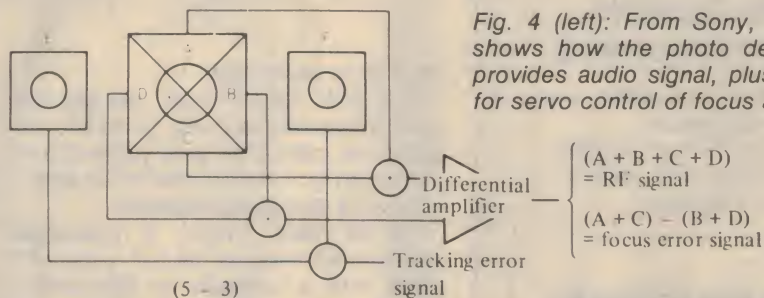 Fig. 4 (left): From Sony,
shows how the photo de
provides audio signal, plus
for servo control of focus a
E
A
F
D
B
C
Differential
amplifier
(A + B + C + D)
= RF signal
(A + C) – (B + D)
= focus error signal
Tracking error
signal
(5 – 3)